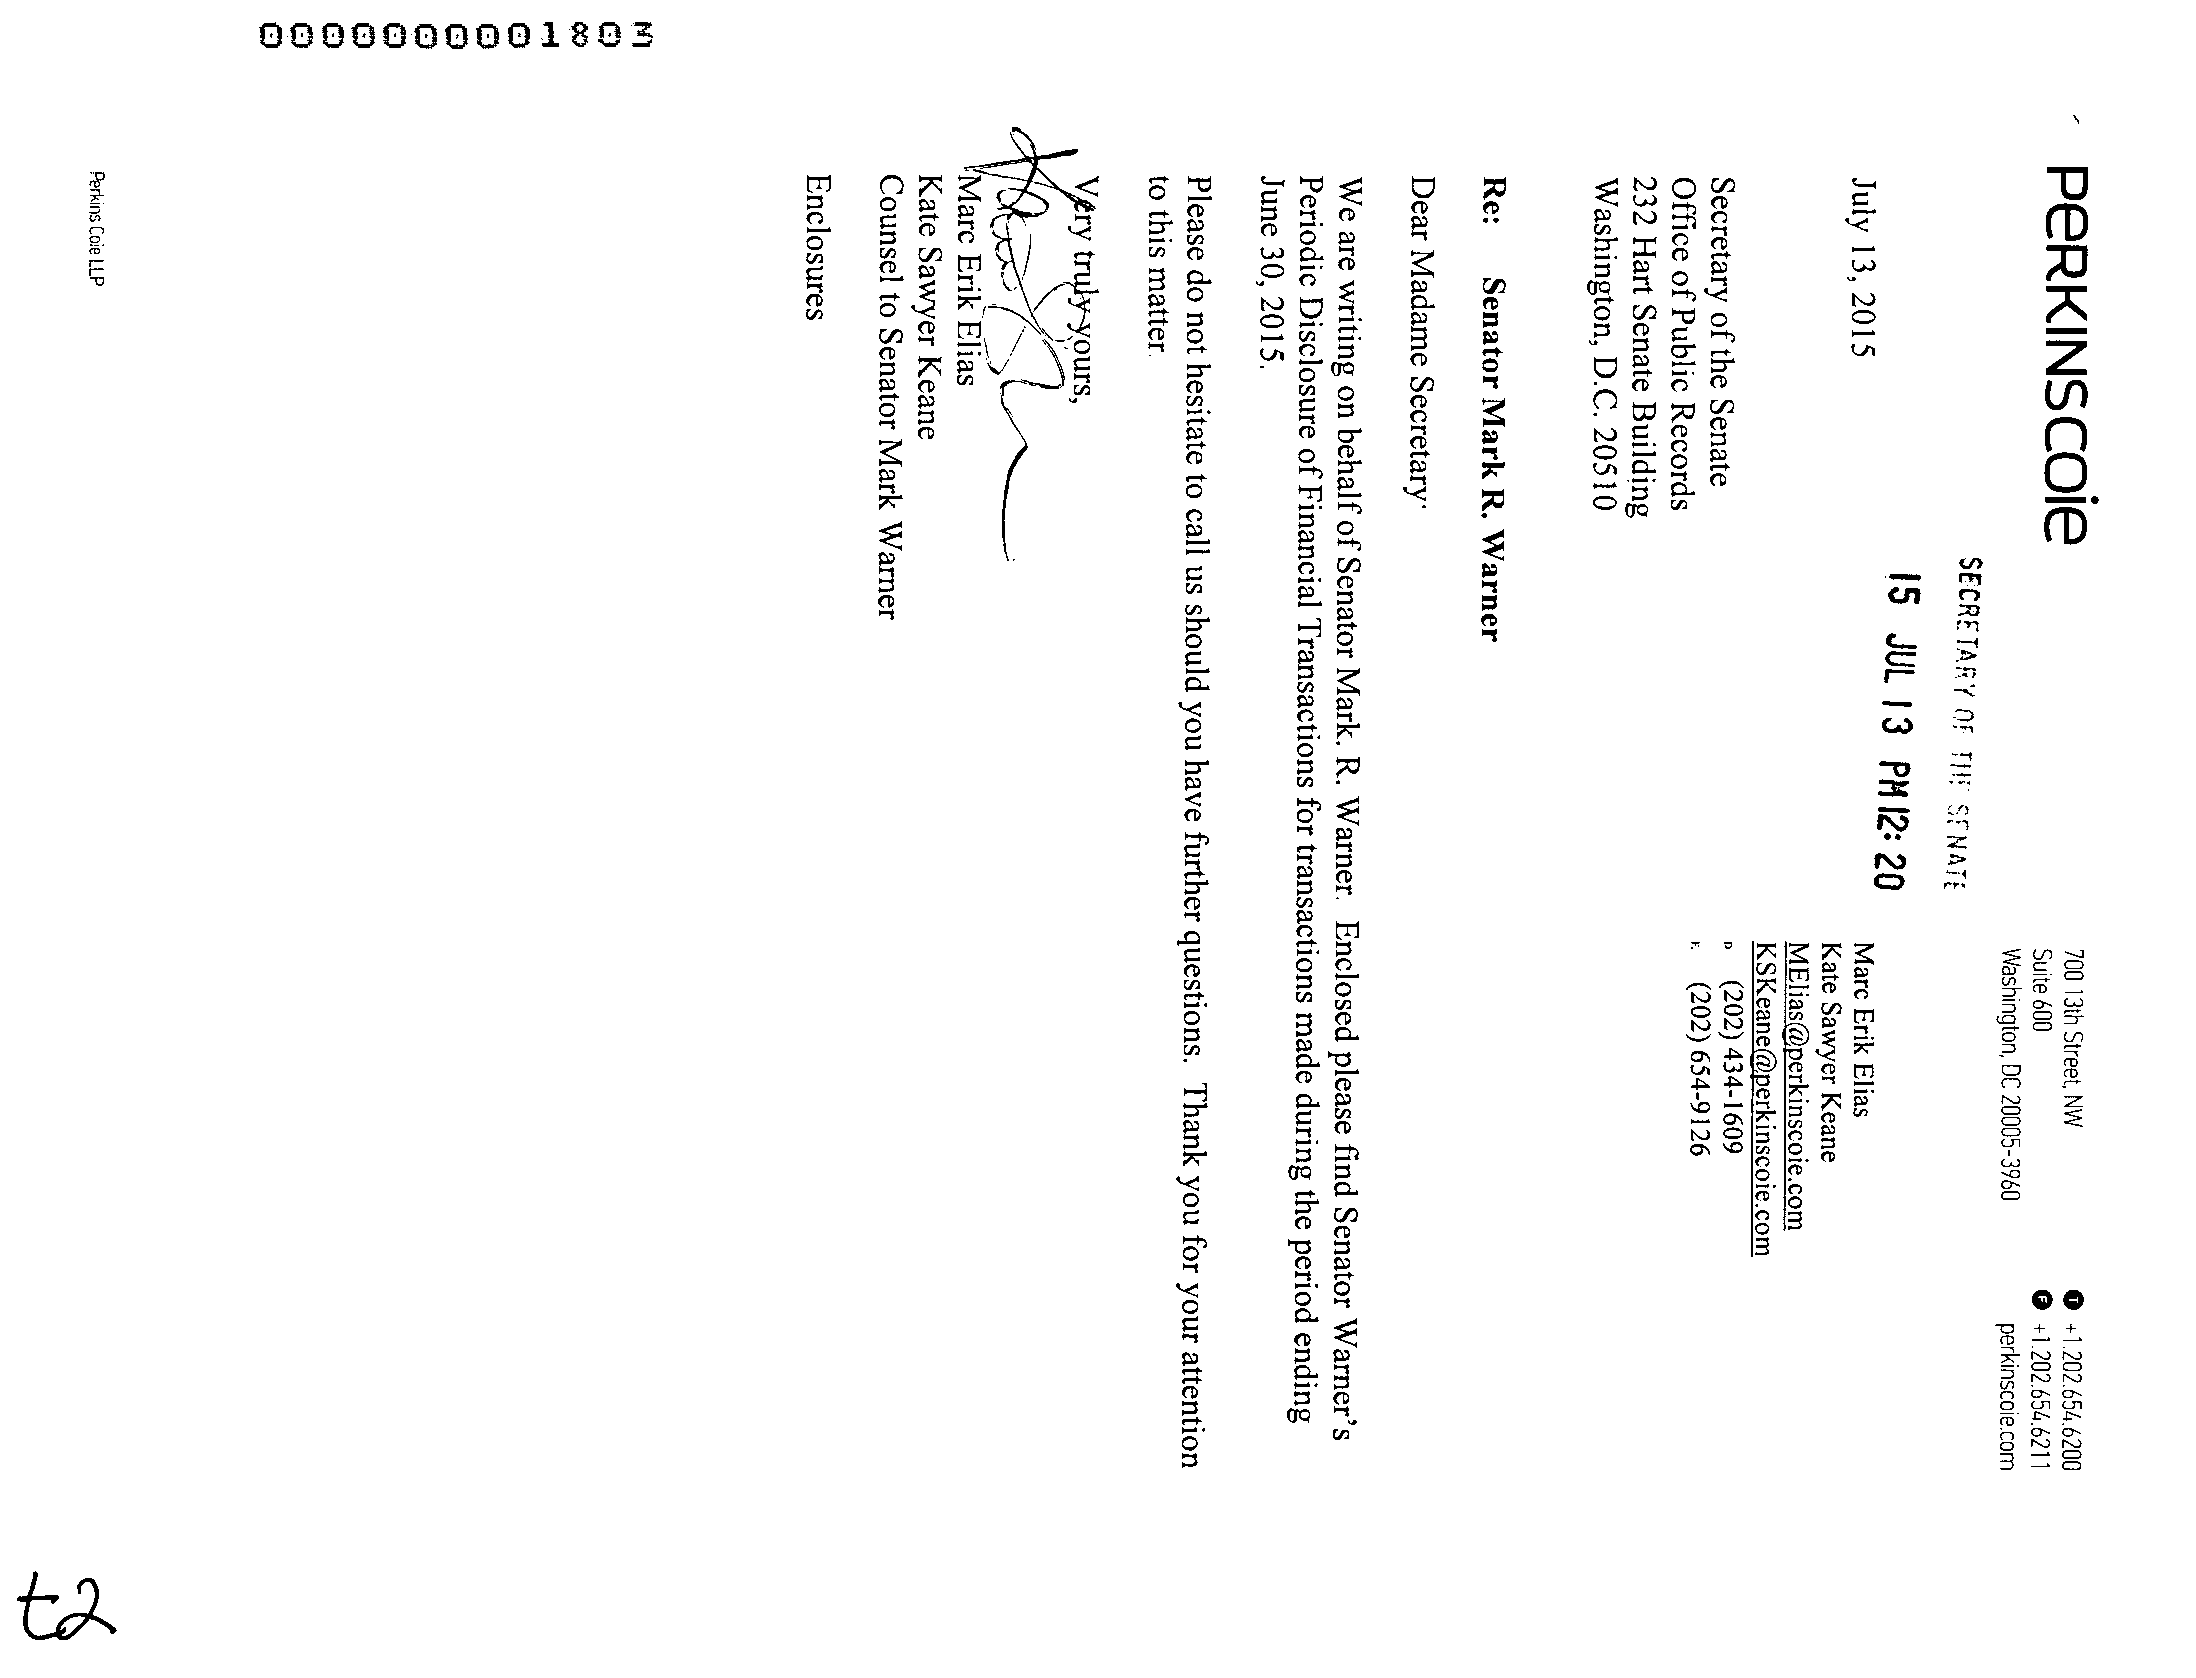 PERKINSCOIE
700 13th Street, NW
Suite 600
Washington, DC 20005-3960
T +1.202.654.6200
F +1.202.654.6211
perkinscoie.com
SECRETARY OF THE SENATE
15 JUL 13 PM 12: 20
July 13, 2015
Marc Erik Elias
Kate Sawyer Keane
MElias@perkinscoie.com
KSKeane@perkinscoie.com
(202) 434-1609
F. (202) 654-9126
Secretary of the Senate
Office of Public Records
232 Hart Senate Building
Washington, D.C. 20510
Re: Senator Mark R. Warner
Dear Madame Secretary:
We are writing on behalf of Senator Mark. R. Warner. Enclosed please find Senator Warner's
Periodic Disclosure of Financial Transactions for transactions made during the period ending
June 30, 2015.
Please do not hesitate to call us should you have further questions. Thank you for your attention
to this matter.
Very truly yours,
Marc Erik Elias
Kate Sawyer Keane
Counsel to Senator Mark Warner
Enclosures
Perkins Coie LLP
0000000001803
t2